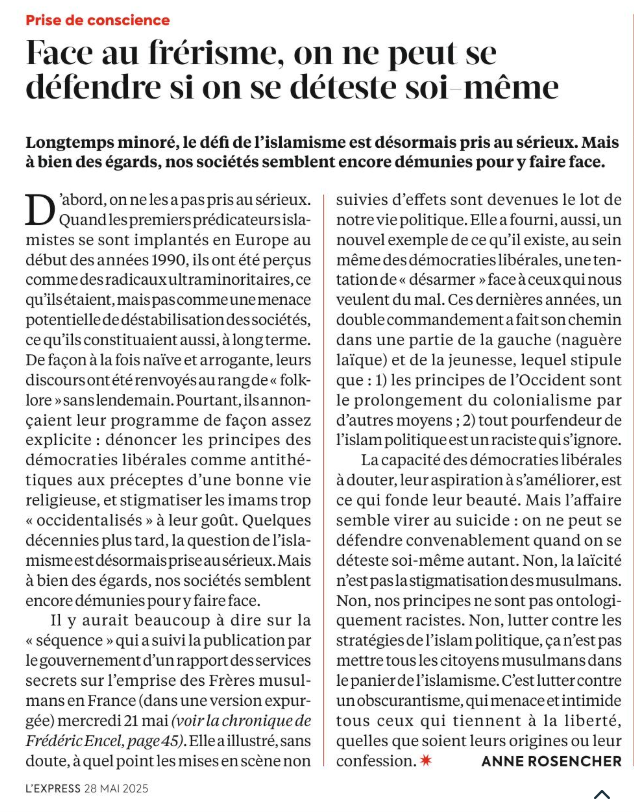 Prise de conscience
Face au frérisme, on ne peut se
défendre si on se déteste soi-même
Longtemps minoré, le défi de l'islamisme est désormais pris au sérieux. Mais
à bien des égards, nos sociétés semblent encore démunies pour y faire face.
D'abord, on ne les a pas pris au sérieux.
Quand les premiers prédicateurs isla-
mistes se sont implantés en Europe au
début des années 1990, ils ont été perçus
comme des radicaux ultraminoritaires, ce
qu'ils étaient, mais pas comme une menace
potentielle de déstabilisation des sociétés,
ce qu'ils constituaient aussi, à long terme.
De façon à la fois naïve et arrogante, leurs
discours ont été renvoyés au rang de « folk-
lore » sans lendemain. Pourtant, ils annon-
çaient leur programme de façon assez
explicite : dénoncer les principes des
démocraties libérales comme antithé-
tiques aux préceptes d'une bonne vie
religieuse, et stigmatiser les imams trop
« occidentalisés » à leur goût. Quelques
décennies plus tard, la question de l'isla-
misme est désormais prise au sérieux. Mais
à bien des égards, nos sociétés semblent
encore démunies pour y faire face.
Il y aurait beaucoup à dire sur la
« séquence » qui a suivi la publication par
le gouvernement d'un rapport des services
secrets sur l'emprise des Frères musul-
mans en France (dans une version expur-
gée) mercredi 21 mai (voir la chronique de
Frédéric Encel, page 45). Elle a illustré, sans
doute, à quel point les mises en scène non
suivies d'effets sont devenues le lot de
notre vie politique. Elle a fourni, aussi, un
nouvel exemple de ce qu'il existe, au sein
même des démocraties libérales, une ten-
tation de « désarmer » face à ceux qui nous
veulent du mal. Ces dernières années, un
double commandement a fait son chemin
dans une partie de la gauche (naguère
laïque) et de la jeunesse, lequel stipule
que : 1) les principes de l'Occident sont
le prolongement du colonialisme par
d'autres moyens ; 2) tout pourfendeur de
l'islam politique est un raciste qui s'ignore.
La capacité des démocraties libérales
à douter, leur aspiration à s'améliorer, est
ce qui fonde leur beauté. Mais l'affaire
semble virer au suicide : on ne peut se
défendre convenablement quand on se
déteste soi-même autant. Non, la laïcité
n'est pas la stigmatisation des musulmans.
Non, nos principes ne sont pas ontologi-
quement racistes. Non, lutter contre les
stratégies de l'islam politique, ça n'est pas
mettre tous les citoyens musulmans dans
le panier de l'islamisme. C'est lutter contre
un obscurantisme, qui menace et intimide
tous ceux qui tiennent à la liberté,
quelles que soient leurs origines ou leur
confession. ✷ ANNE ROSENCHER
L'EXPRESS 28 MAI 2025